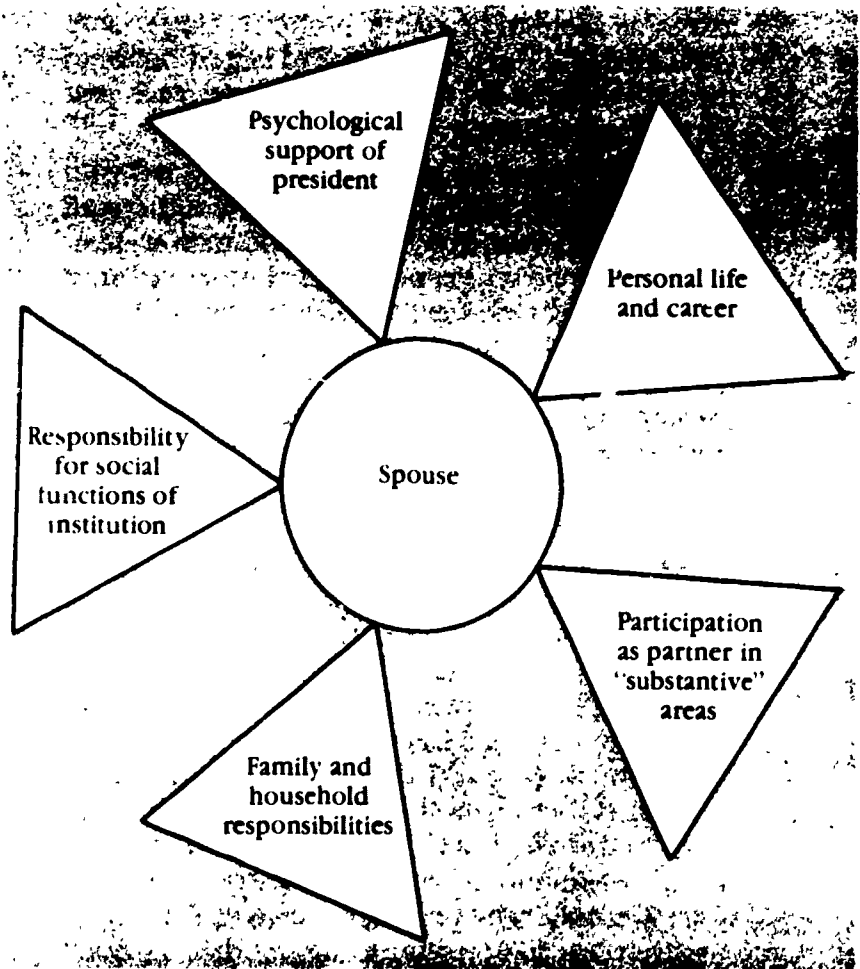 Psychological
support of
president
Personal life
and career
Responsibility
for social
functions of
institution
Spouse
Participation
as partner in
"substantive"
areas
Family and
household
responsibilities